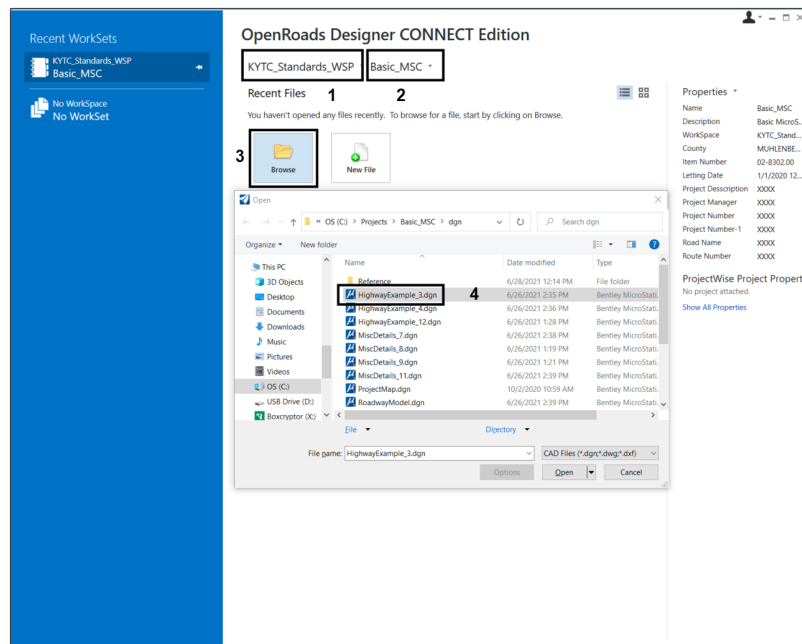 Recent WorkSets
KYTC_Standards_WSP
Basic_MSC
No WorkSpace
No WorkSet
OpenRoads Designer CONNECT Edition
KYTC_Standards_WSP
Basic_MSC
Recent Files
1
2
You haven't opened any files recently. To browse for a file, start by clicking on Browse.
3
Browse
New File
Open
« OS (C:) > Projects > Basic_MSC > dgn
Search dgn
Organize
New folder
This PC
3D Objects
Desktop
Documents
Downloads
Music
Pictures
Videos
OS (C:)
USB Drive (D:)
Boxcryptor (X:)
Name Date modified Type
Reference 6/28/2021 12:14 PM File folder
HighwayExample_3.dgn 4 6/26/2021 2:35 PM Bentley MicroStati.
HighwayExample_4.dgn 6/26/2021 2:36 PM Bentley MicroStati.
HighwayExample_12.dgn 6/26/2021 1:28 PM Bentley MicroStati.
MiscDetails_7.dgn 6/26/2021 2:38 PM Bentley MicroStati.
MiscDetails_8.dgn 6/26/2021 1:19 PM Bentley MicroStati.
MiscDetails_9.dgn 6/26/2021 1:21 PM Bentley MicroStati.
MiscDetails_11.dgn 6/26/2021 2:39 PM Bentley MicroStati.
ProjectMap.dgn 10/2/2020 10:59 AM Bentley MicroStati.
RoadwayModel.dgn 6/26/2021 2:39 PM Bentley MicroStati.
File
Directory
File name: HighwayExample_3.dgn
CAD Files (*.dgn;*.dwg;*.dxf)
Options
Open
Cancel
Properties
Name Basic_MSC
Description Basic MicroS..
WorkSpace KYTC_Stand...
County MUHLENBE...
Item Number 02-8302.00
Letting Date 1/1/2020 12...
Project Desscription XXXX
Project Manager XXXX
Project Number XXXX
Project Number-1 XXXX
Road Name XXXX
Route Number XXXX
ProjectWise Project Propert
No project attached.
Show All Properties